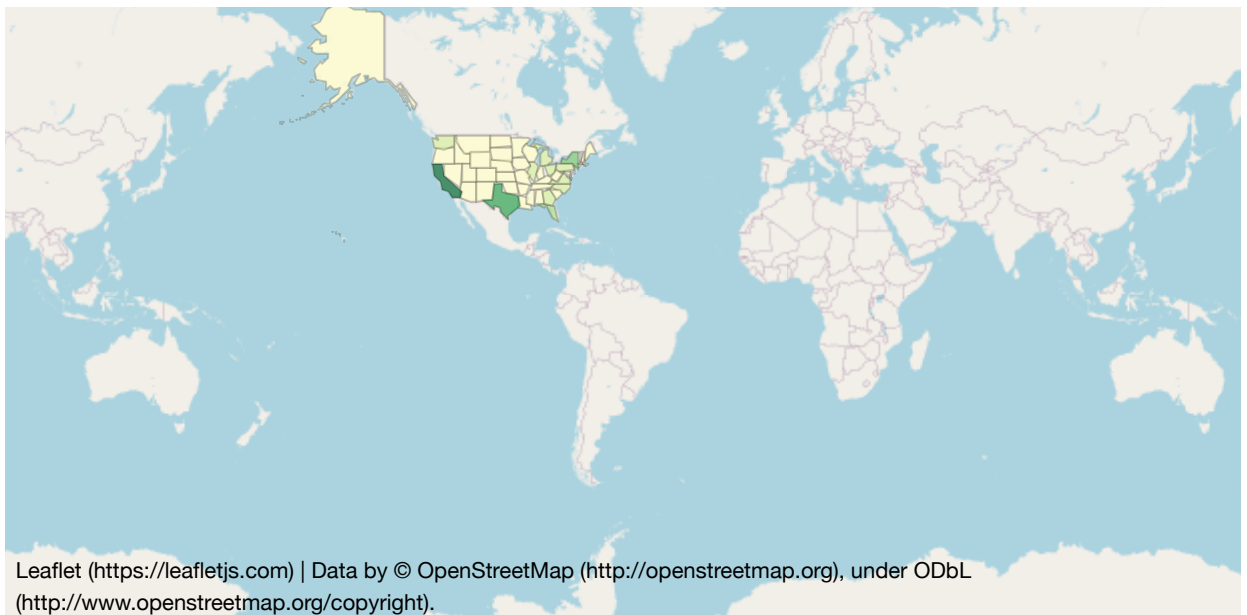 Leaflet (https://leafletjs.com) | Data by © OpenStreetMap (http://openstreetmap.org), under ODbL
(http://www.openstreetmap.org/copyright).